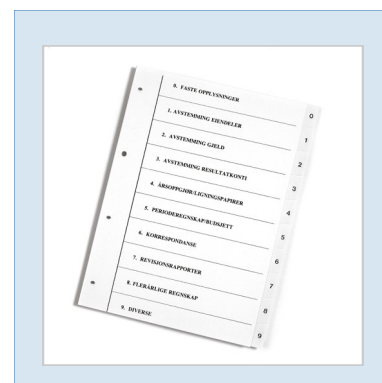 0. FASTE OPPLYSNINGER 0
1. AVSTEMMING EIENDELER 1
2. AVSTEMMING GJELD 2
3. AVSTEMMING RESULTATKONTI 3
4. ÅRSOPPGJØR/LIGNINGSPAPIRER 4
5. PERIODEREGNSKAP/BUDSJETT 5
6. KORRESPONDANSE 6
7. REVISJONSRAPPORTER 7
8. FLERÅRLIGE REGNSKAP 8
9. DIVERSE 9